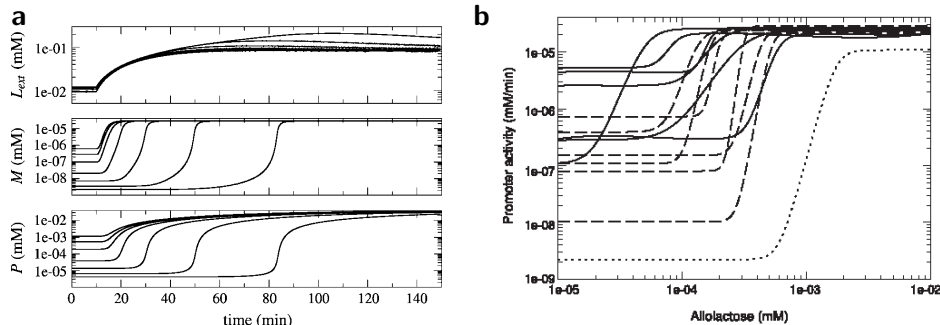 a
L_ext (mM)
1e-01
1e-02
M (mM)
1e-05
1e-06
1e-07
1e-08
P (mM)
1e-02
1e-03
1e-04
1e-05
0 20 40 60 80 100 120 140
time (min)
b
Promoter activity (mM/min)
1e-05
1e-06
1e-07
1e-08
1e-09
1e-05 1e-04 1e-03 1e-02
Allolactose (mM)